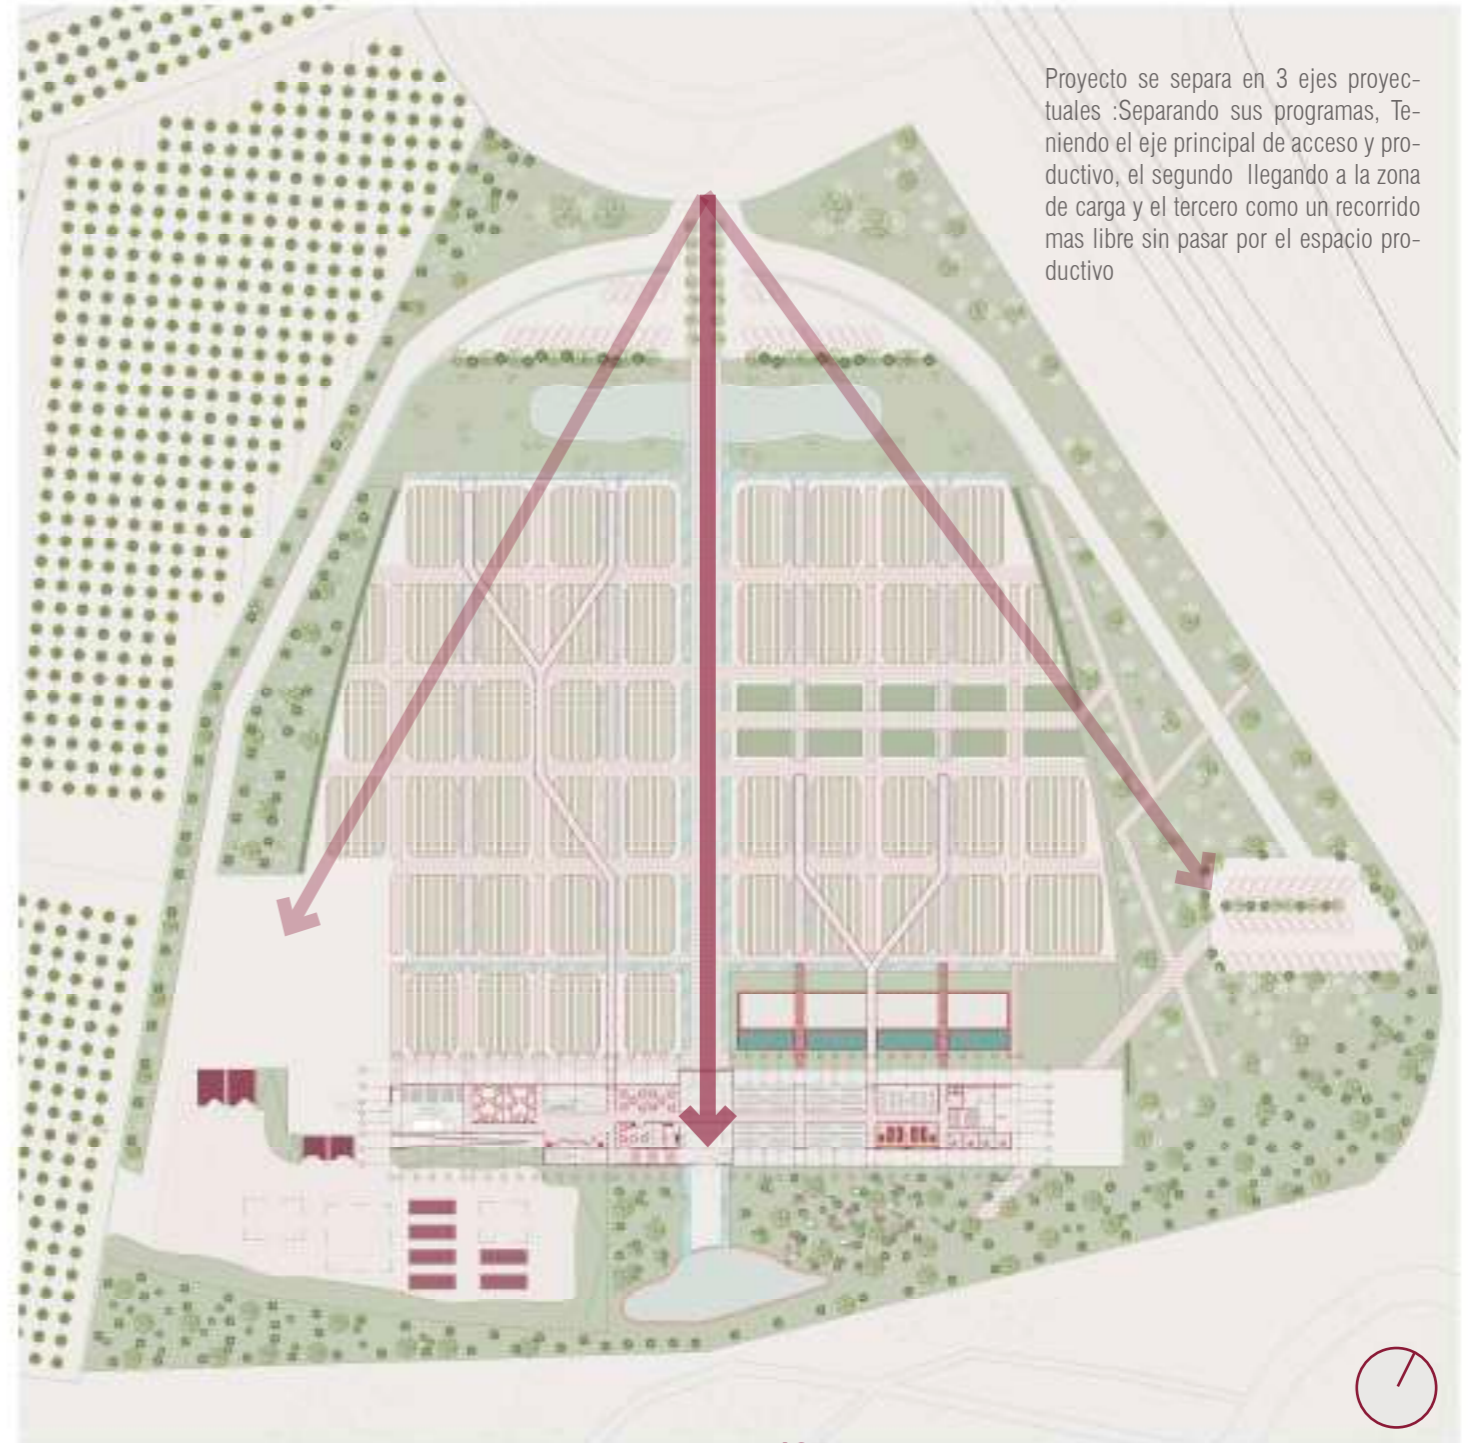 Proyecto se separa en 3 ejes proyec-
tuales :Separando sus programas, Te-
niendo el eje principal de acceso y pro-
ductivo, el segundo llegando a la zona
de carga y el tercero como un recorrido
mas libre sin pasar por el espacio pro-
ductivo